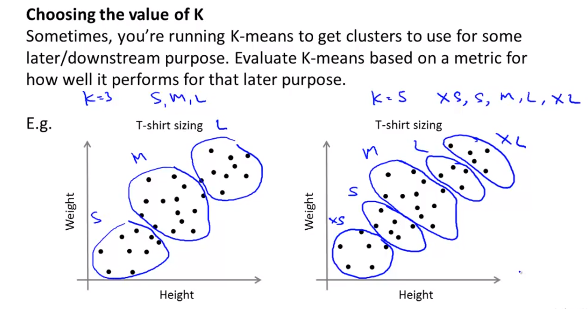 Choosing the value of K
Sometimes, you're running K-means to get clusters to use for some
later/downstream purpose. Evaluate K-means based on a metric for
how well it performs for that later purpose.
K=3 S,M,L
K=5 XS, S, M, L, XL
E.g.
T-shirt sizing
L
M
S
Weight
Height
T-shirt sizing
XL
L
M
S
XS
Weight
Height